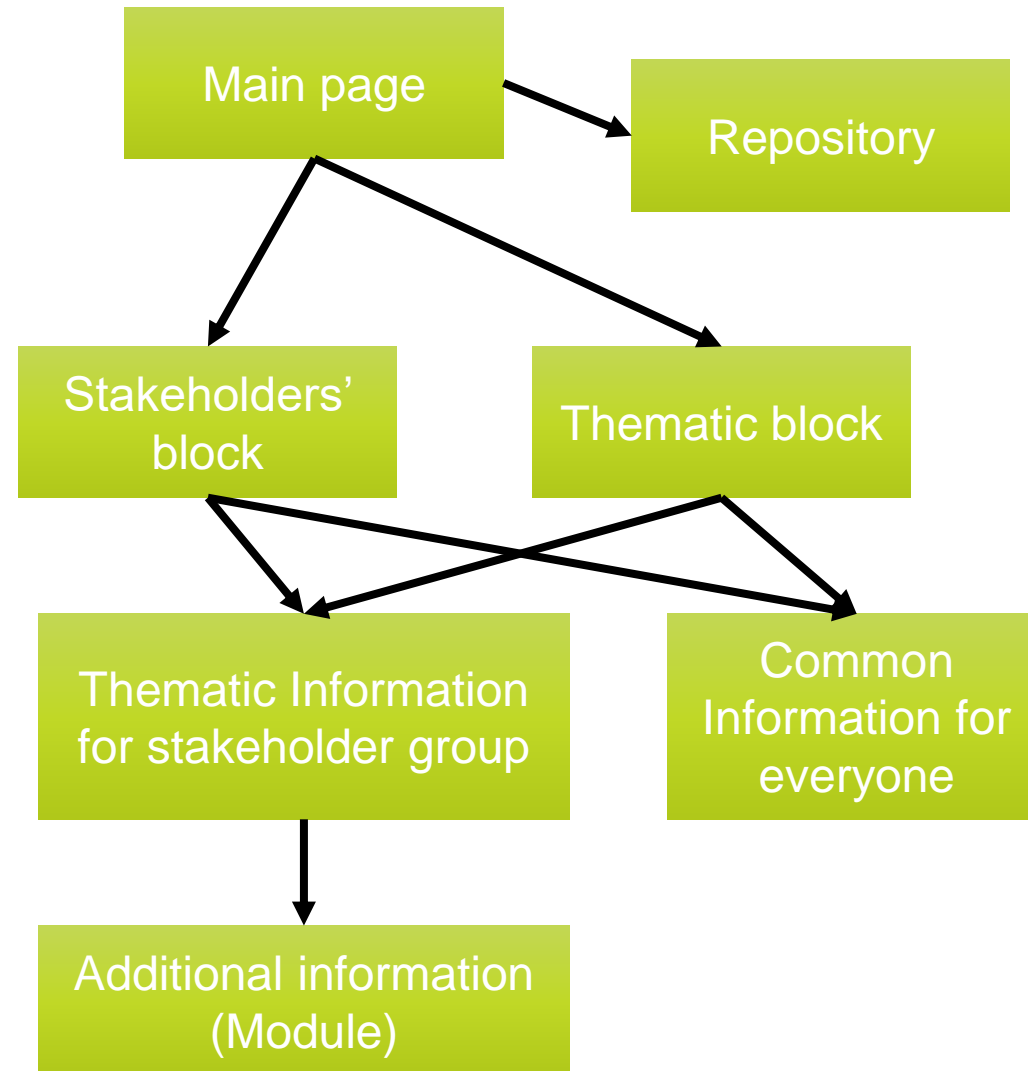 Main page
Repository
Stakeholders’
block
Thematic block
Thematic Information
for stakeholder group
Common
Information for
everyone
Additional information
(Module)